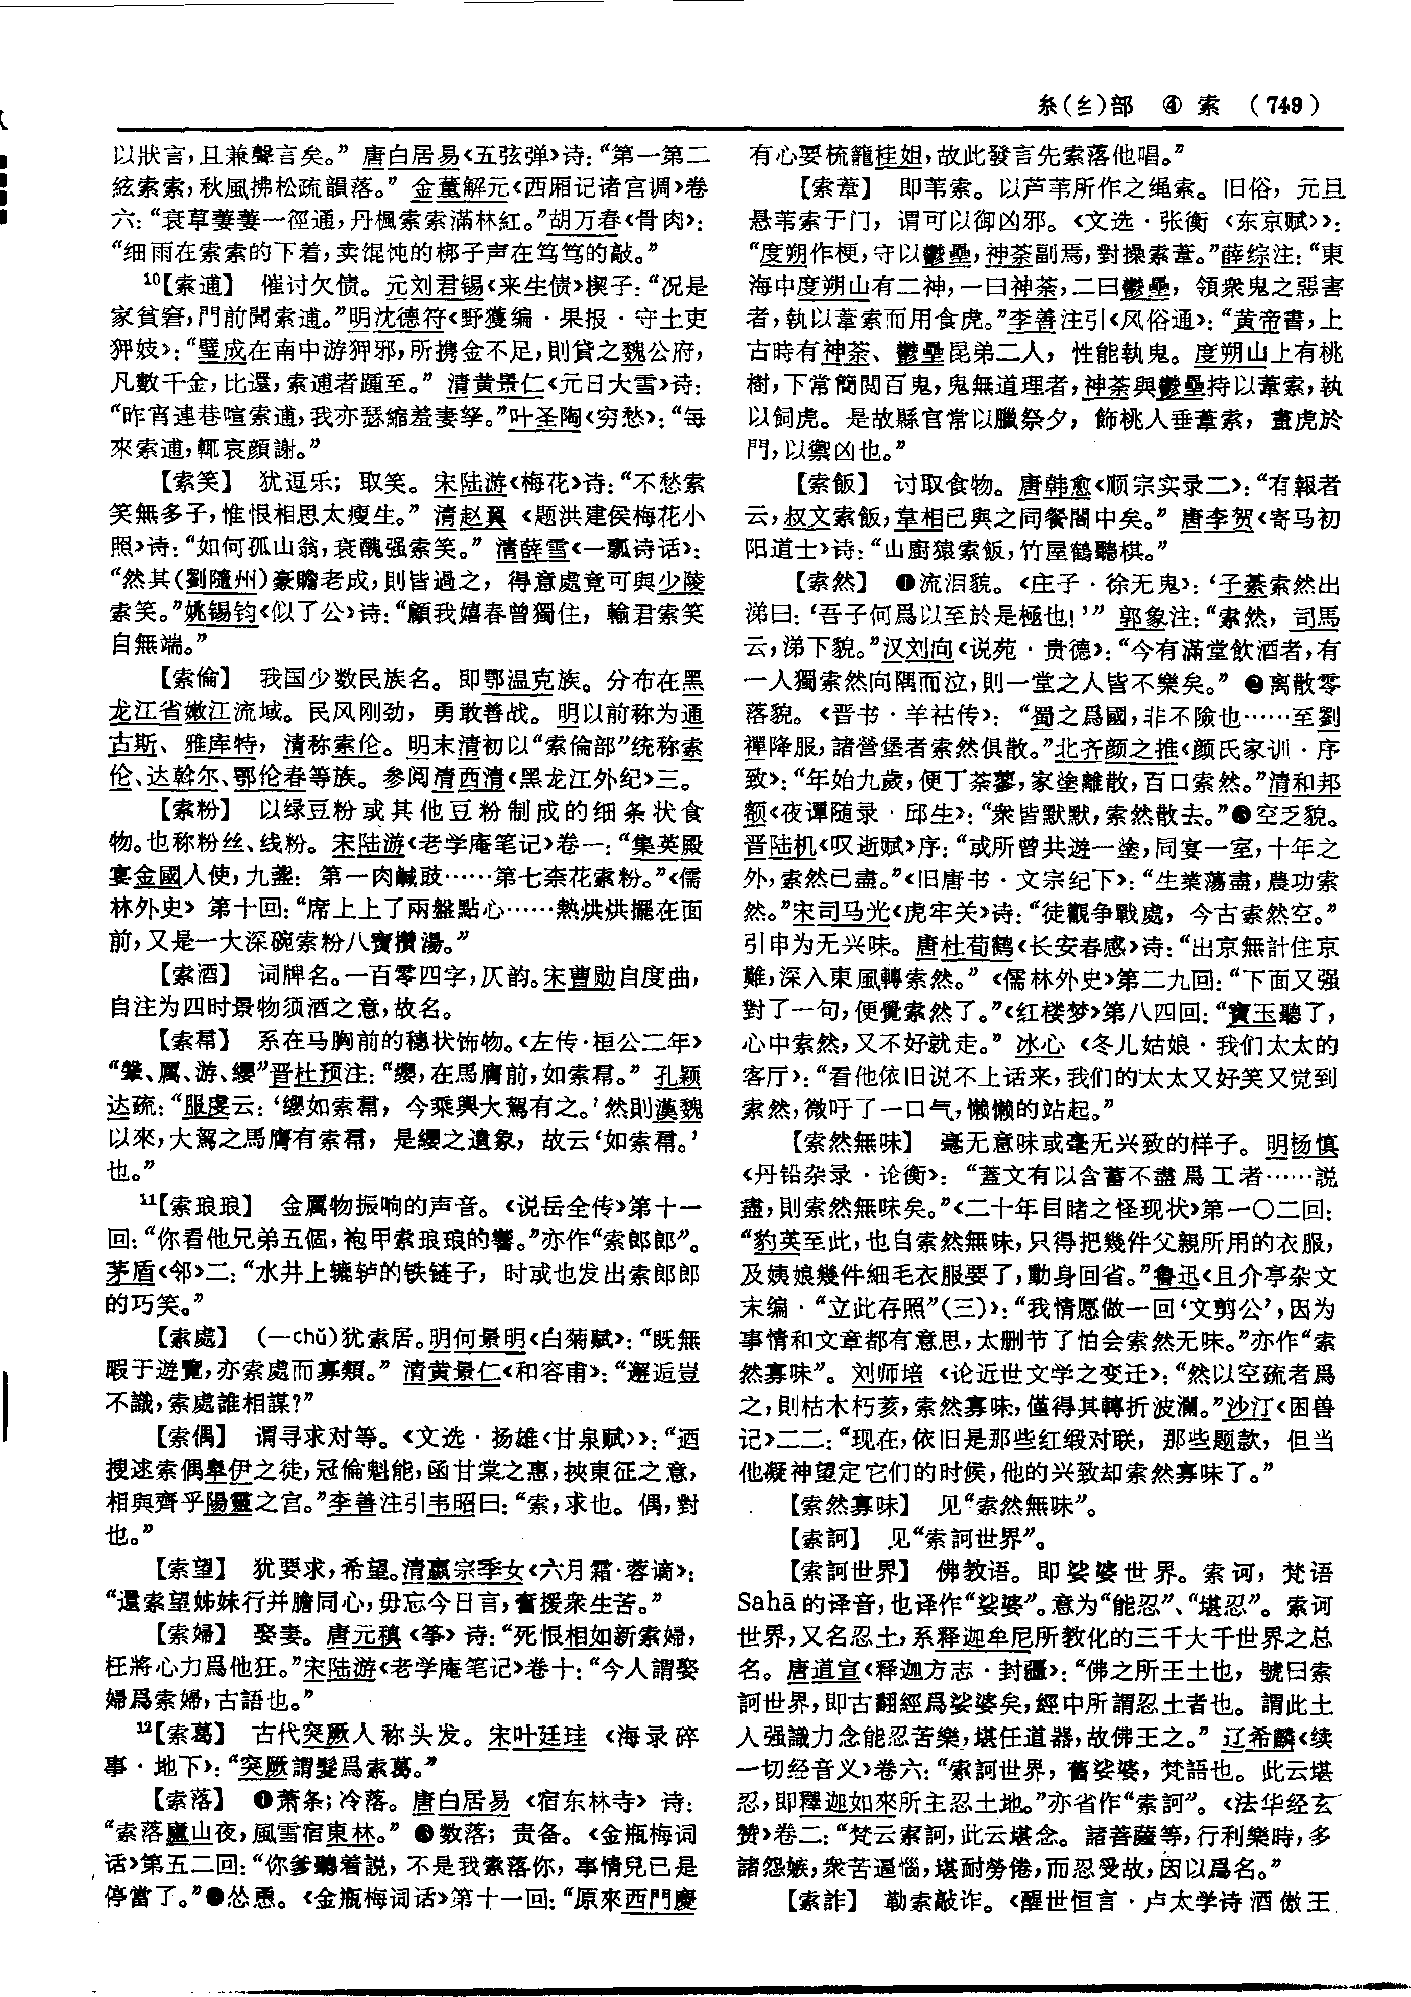 糸(纟)部 ④ 索 (749)
以狀言，且兼聲言矣。”唐白居易《五弦弹》诗：“第一第二
絃索索，秋風拂松疏韻落。”金董解元《西厢记诸宫调》卷
六：“衰草萋萋一徑通，丹楓索索滿林紅。”胡万春《骨肉》：
“细雨在索索的下着，卖馄饨的梆子声在笃笃的敲。”
10【索逋】 催讨欠债。元刘君锡《来生债》楔子：“况是
家貧窘，門前聞索逋。”明沈德符《野獲编·果报·守土吏
狎妓》：“璧成在南中游狎邪，所携金不足，則貸之魏公府，
凡數千金，比還，索逋者踵至。”清黄景仁《元日大雪》诗：
“昨宵連巷喧索逋，我亦瑟縮羞妻孥。”叶圣陶《穷愁》：“每
來索逋，輒哀顔謝。”
【索笑】 犹逗乐；取笑。宋陆游《梅花》诗：“不愁索
笑無多子，惟恨相思太瘦生。”清赵翼《题洪建侯梅花小
照》诗：“如何孤山翁，衰醜强索笑。”清薛雪《一瓢诗话》：
“然其(劉隨州)豪贍老成，則皆過之，得意處竟可與少陵
索笑。”姚锡钧《似了公》诗：“顧我嬉春曾獨住，輸君索笑
自無端。”
【索倫】 我国少数民族名。即鄂温克族。分布在黑
龙江省嫩江流域。民风刚劲，勇敢善战。明以前称为通
古斯、雅库特，清称索伦。明末清初以“索倫部”统称索
伦、达斡尔、鄂伦春等族。参阅清西清《黑龙江外纪》三。
【索粉】 以绿豆粉或其他豆粉制成的细条状食
物。也称粉丝、线粉。宋陆游《老学庵笔记》卷一：“集英殿
宴金國人使，九盞：第一肉鹹豉……第七柰花索粉。”《儒
林外史》第十回：“席上上了兩盤點心……熱烘烘擺在面
前，又是一大深碗索粉八寶攢湯。”
【索酒】 词牌名。一百零四字，仄韵。宋曹勋自度曲，
自注为四时景物须酒之意，故名。
【索帬】 系在马胸前的穗状饰物。《左传·桓公二年》
“鞶、厲、游、纓”晋杜预注：“纓，在馬膺前，如索帬。”孔颖
达疏：“服虔云：‘纓如索帬，今乘輿大駕有之。’然則漢魏
以來，大駕之馬膺有索帬，是纓之遺象，故云‘如索帬。’
也。”
11【索琅琅】 金属物振响的声音。《说岳全传》第十一
回：“你看他兄弟五個，袍甲索琅琅的響。”亦作“索郎郎”。
茅盾《邻》二：“水井上辘轳的铁链子，时或也发出索郎郎
的巧笑。”
【索處】 (—chǔ)犹索居。明何景明《白菊赋》：“既無
暇于遊覽，亦索處而寡類。”清黄景仁《和容甫》：“邂逅豈
不識，索處誰相謀？”
【索偶】 谓寻求对等。《文选·扬雄〈甘泉赋〉》：“迺
搜逑索偶臯伊之徒，冠倫魁能，函甘棠之惠，挾東征之意，
相與齊乎陽靈之宫。”李善注引韦昭曰：“索，求也。偶，對
也。”
【索望】 犹要求，希望。清嬴宗季女《六月霜·蓉谪》：
“還索望姊妹行并膽同心，毋忘今日言，奮援衆生苦。”
【索婦】 娶妻。唐元稹《筝》诗：“死恨相如新索婦，
枉將心力爲他狂。”宋陆游《老学庵笔记》卷十：“今人謂娶
婦爲索婦，古語也。”
12【索葛】 古代突厥人称头发。宋叶廷珪《海录碎
事·地下》：“突厥謂髮爲索葛。”
【索落】 ❶萧条；冷落。唐白居易《宿东林寺》诗：
“索落廬山夜，風雪宿東林。”❷数落；责备。《金瓶梅词
话》第五二回：“你爹聽着説，不是我索落你，事情兒已是
停當了。”❸怂恿。《金瓶梅词话》第十一回：“原來西門慶
有心要梳籠桂姐，故此發言先索落他唱。”
【索葦】 即苇索。以芦苇所作之绳索。旧俗，元旦
悬苇索于门，谓可以御凶邪。《文选·张衡〈东京赋〉》：
“度朔作梗，守以鬱壘，神荼副焉，對操索葦。”薛综注：“東
海中度朔山有二神，一曰神荼，二曰鬱壘，領衆鬼之惡害
者，執以葦索而用食虎。”李善注引《风俗通》：“黄帝書，上
古時有神荼、鬱壘昆弟二人，性能執鬼。度朔山上有桃
樹，下常簡閲百鬼，鬼無道理者，神荼與鬱壘持以葦索，執
以飼虎。是故縣官常以臘祭夕，飾桃人垂葦索，畫虎於
門，以禦凶也。”
【索飯】 讨取食物。唐韩愈《顺宗实录二》：“有報者
云，叔文索飯，韋相已與之同餐閣中矣。”唐李贺《寄马初
阳道士》诗：“山厨猿索飯，竹屋鶴聽棋。”
【索然】 ❶流泪貌。《庄子·徐无鬼》：‘子綦索然出
涕曰：‘吾子何爲以至於是極也！’”郭象注：“索然，司馬
云，涕下貌。”汉刘向《说苑·贵德》：“今有滿堂飲酒者，有
一人獨索然向隅而泣，則一堂之人皆不樂矣。”❷离散零
落貌。《晋书·羊祜传》：“蜀之爲國，非不險也……至劉
禪降服，諸營堡者索然俱散。”北齐颜之推《颜氏家训·序
致》：“年始九歲，便丁荼蓼，家塗離散，百口索然。”清和邦
额《夜谭随录·邱生》：“衆皆默默，索然散去。”❸空乏貌。
晋陆机《叹逝赋》序：“或所曾共遊一塗，同宴一室，十年之
外，索然已盡。”《旧唐书·文宗纪下》：“生業蕩盡，農功索
然。”宋司马光《虎牢关》诗：“徒觀争戰處，今古索然空。”
引申为无兴味。唐杜荀鹤《长安春感》诗：“出京無計住京
難，深入東風轉索然。”《儒林外史》第二九回：“下面又强
對了一句，便覺索然了。”《红楼梦》第八四回：“寶玉聽了，
心中索然，又不好就走。”冰心《冬儿姑娘·我们太太的
客厅》：“看他依旧说不上话来，我们的太太又好笑又觉到
索然，微吁了一口气，懒懒的站起。”
【索然無味】 毫无意味或毫无兴致的样子。明杨慎
《丹铅杂录·论衡》：“蓋文有以含蓄不盡爲工者……説
盡，則索然無味矣。”《二十年目睹之怪现状》第一〇二回：
“豹英至此，也自索然無味，只得把幾件父親所用的衣服，
及姨娘幾件細毛衣服要了，動身回省。”鲁迅《且介亭杂文
末编·“立此存照”(三)》：“我情愿做一回‘文剪公’，因为
事情和文章都有意思，太删节了怕会索然无味。”亦作“索
然寡味”。刘师培《论近世文学之变迁》：“然以空疏者爲
之，則枯木朽荄，索然寡味，僅得其轉折波瀾。”沙汀《困兽
记》二二：“现在，依旧是那些红缎对联，那些题款，但当
他凝神望定它们的时候，他的兴致却索然寡味了。”
【索然寡味】 见“索然無味”。
【索訶】 见“索訶世界”。
【索訶世界】 佛教语。即娑婆世界。索诃，梵语
Sahā的译音，也译作“娑婆”。意为“能忍”、“堪忍”。索诃
世界，又名忍土，系释迦牟尼所教化的三千大千世界之总
名。唐道宣《释迦方志·封疆》：“佛之所王土也，號曰索
訶世界，即古翻經爲娑婆矣，經中所謂忍土者也。謂此土
人强識力念能忍苦樂，堪任道器，故佛王之。”辽希麟《续
一切经音义》卷六：“索訶世界，舊娑婆，梵語也。此云堪
忍，即釋迦如來所主忍土地。”亦省作“索訶”。《法华经玄
赞》卷二：“梵云索訶，此云堪念。諸菩薩等，行利樂時，多
諸怨嫉，衆苦逼惱，堪耐勞倦，而忍受故，因以爲名。”
【索詐】 勒索敲诈。《醒世恒言·卢太学诗酒傲王